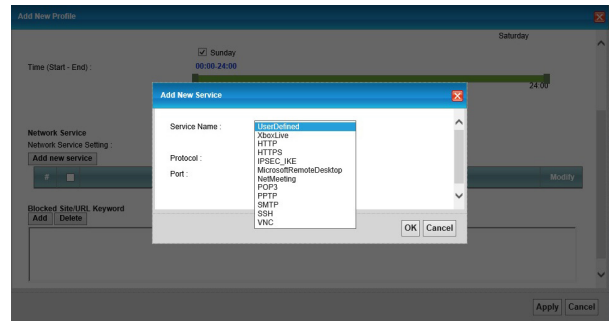 Add New Profile
Saturday
Sunday
Time (Start - End) :
00:00-24:00
24:00
Add New Service
Service Name :
UserDefined
XboxLive
HTTP
HTTPS
IPSEC_IKE
MicrosoftRemoteDesktop
NetMeeting
POP3
PPTP
SMTP
SSH
VNC
Protocol :
Port :
OK Cancel
Network Service
Network Service Setting :
Add new service
# Modify
Blocked Site/URL Keyword
Add Delete
Apply Cancel